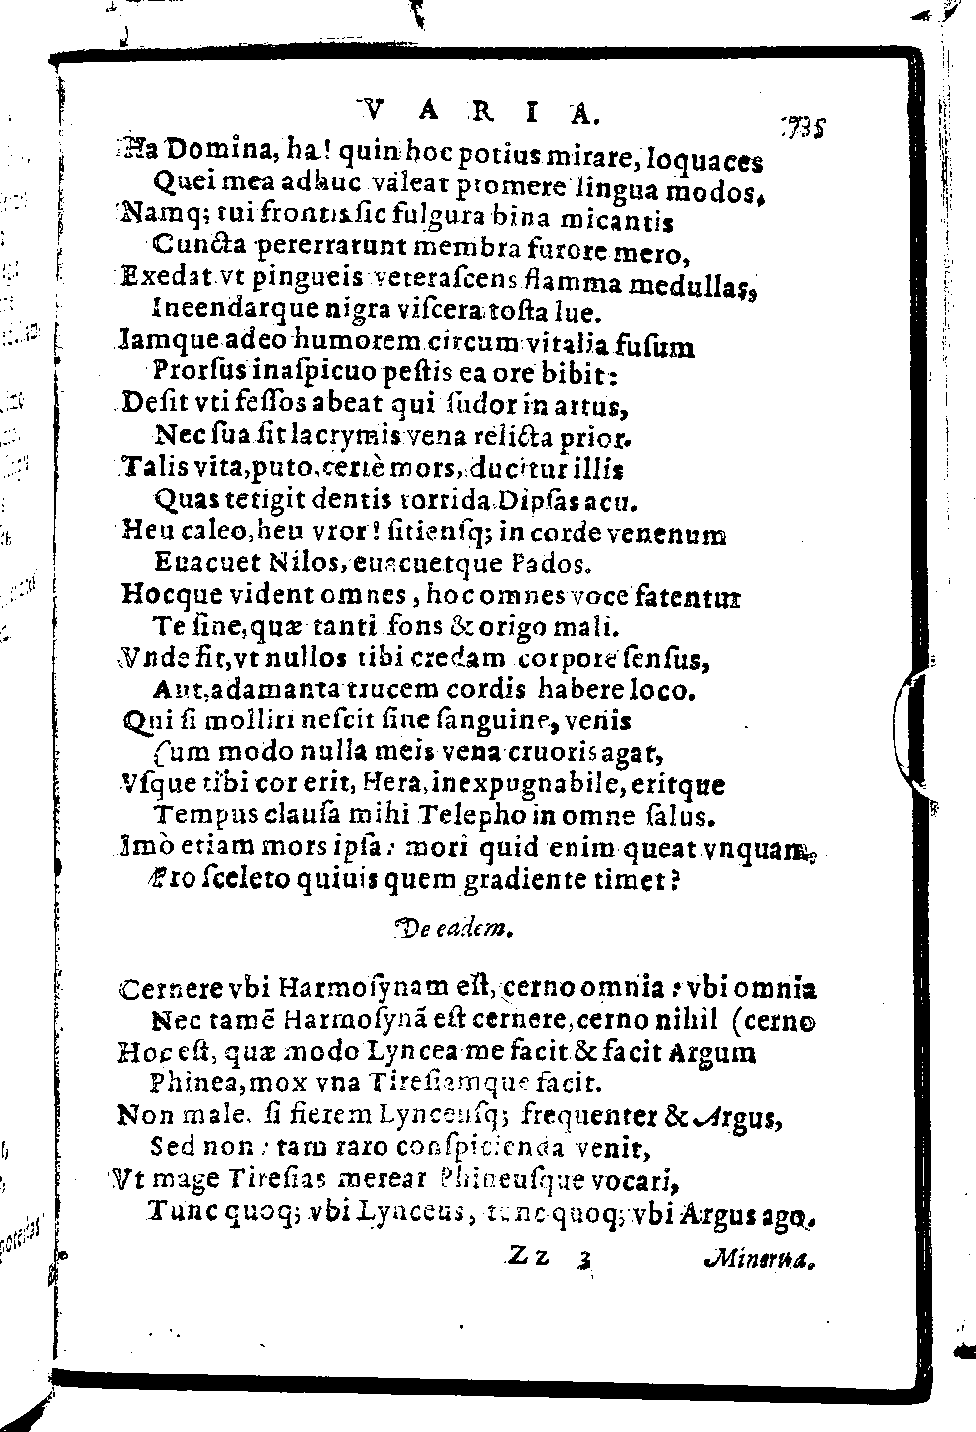 VARIA. 735
Ha Domina, ha! quin hoc potius mirare, loquaces
Quei mea adhuc valeat promere lingua modos,
Namq; tui frontis ſic fulgura bina micantis
Cuncta pererrarunt membra furore mero,
Exedat vt pingueis veteraſcens flamma medullas,
Incendarque nigra viſcera toſta lue.
Iamque adeo humorem circum vitalia fuſum
Prorſus inaſpicuo peſtis ea ore bibit:
Deſit vti feſſos abeat qui ſudor in artus,
Nec ſua ſit lacrymis vena relicta prior.
Talis vita, puto, certè mors, ducitur illis
Quas tetigit dentis torrida Dipſas acu.
Heu caleo, heu vror! ſitienſq; in corde venenum
Euacuet Nilos, euacuetque Pados.
Hocque vident omnes, hoc omnes voce fatentur
Te ſine, quæ tanti fons & origo mali.
Vnde fit, vt nullos tibi credam corpore ſenſus,
Aut, adamanta trucem cordis habere loco.
Qui ſi molliri neſcit ſine ſanguine, venis
Cum modo nulla meis vena cruoris agat,
Vſque tibi cor erit, Hera, inexpugnabile, eritque
Tempus clauſa mihi Telepho in omne ſalus.
Imò etiam mors ipſa: mori quid enim queat vnquam,
Pro ſceleto quiuis quem gradiente timet?
De eadem.
Cernere vbi Harmoſynam eſt, cerno omnia: vbi omnia
Nec tamē Harmoſynā eſt cernere, cerno nihil (cerno
Hoc eſt, quæ modo Lyncea me facit & facit Argum
Phinea, mox vna Tireſiamque facit.
Non male, ſi fierem Lynceuſq; frequenter & Argus,
Sed non: tam raro conſpicienda venit,
Vt mage Tireſias merear Phineuſque vocari,
Tunc quoq; vbi Lynceus, tunc quoq; vbi Argus ago.
Zz 3 Minerua.